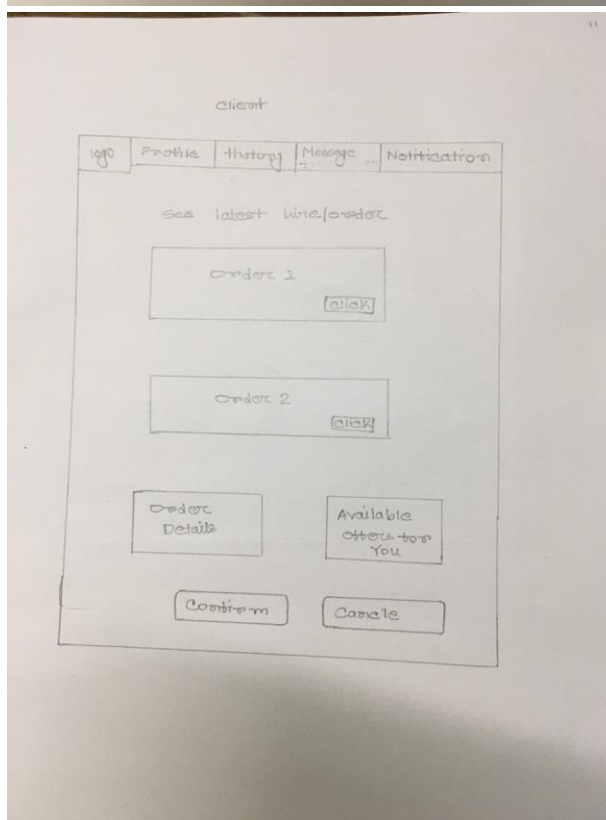 11
Client
logo Profile History Message Notification
See latest hire/order
Order 1
Click
Order 2
Click
Order
Details
Available
offers for
You
Confirm
Cancle